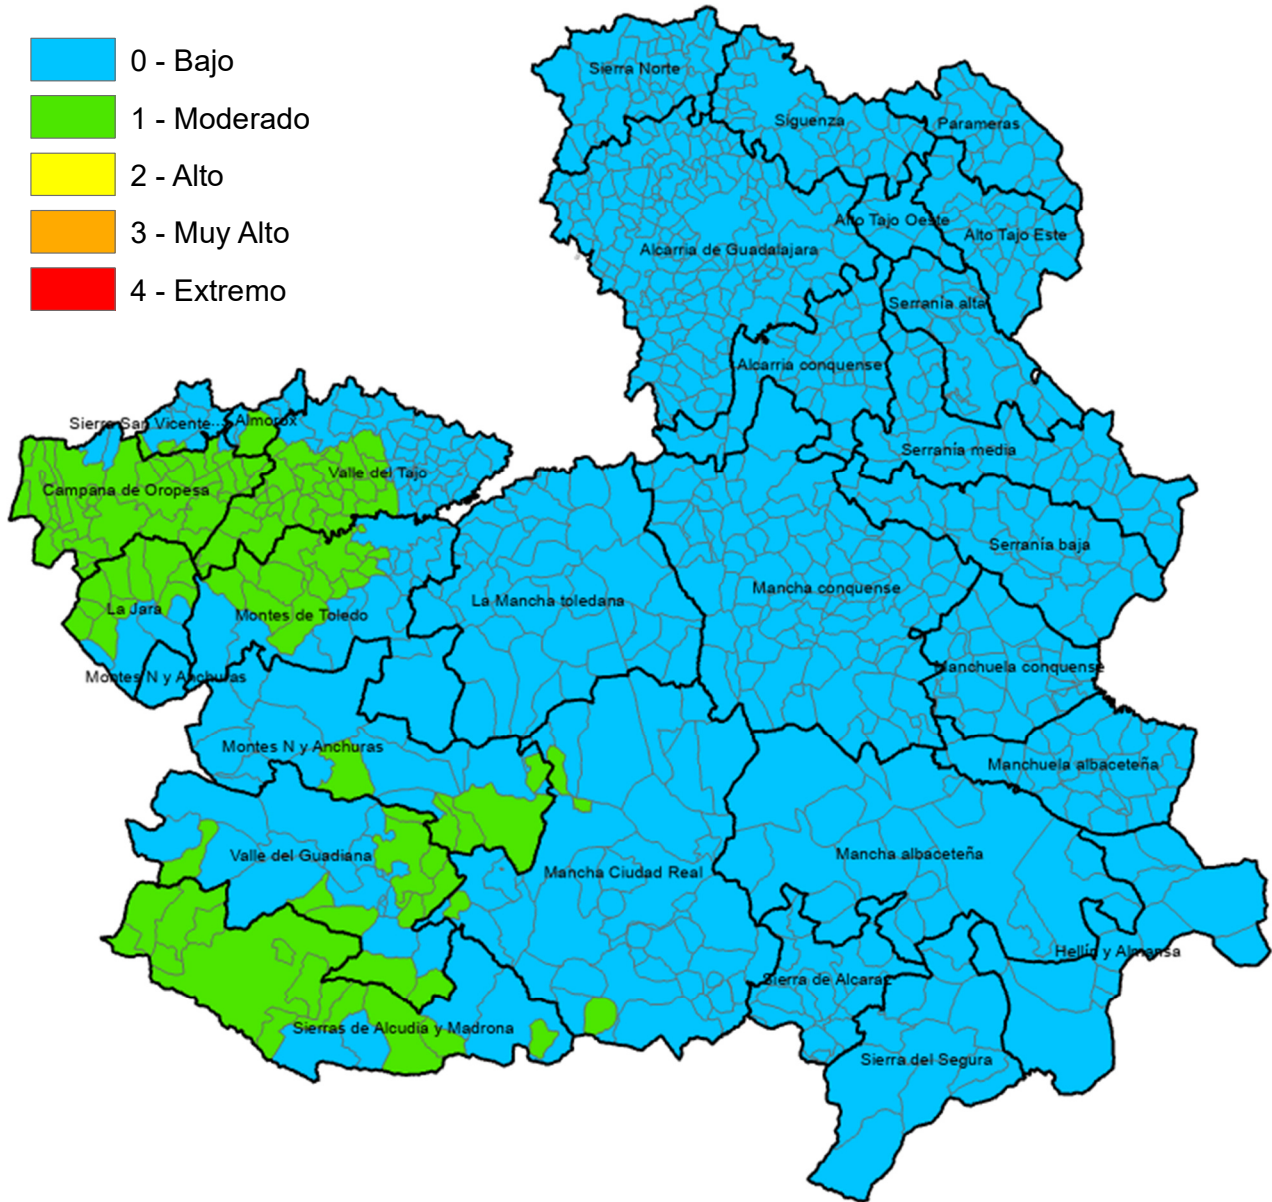 0 - Bajo
1 - Moderado
2 - Alto
3 - Muy Alto
4 - Extremo
Sierra Norte
Siguenza
Parameras
Alto Tajo Oeste
Alto Tajo Este
Alcarria de Guadalajara
Serranía alta
Alcarria conquense
Sierra San Vicente...
Almorox
Serranía media
Valle del Tajo
Campana de Oropesa
Serranía baja
Mancha conquense
La Mancha toledana
La Jara
Montes de Toledo
Manchuela conquense
Montes N y Anchuras
Montes N y Anchuras
Manchuela albaceteña
Valle del Guadiana
Mancha albaceteña
Mancha Ciudad Real
Hellín y Almansa
Sierra de Alcaraz
Sierras de Alcudia y Madrona
Sierra del Segura